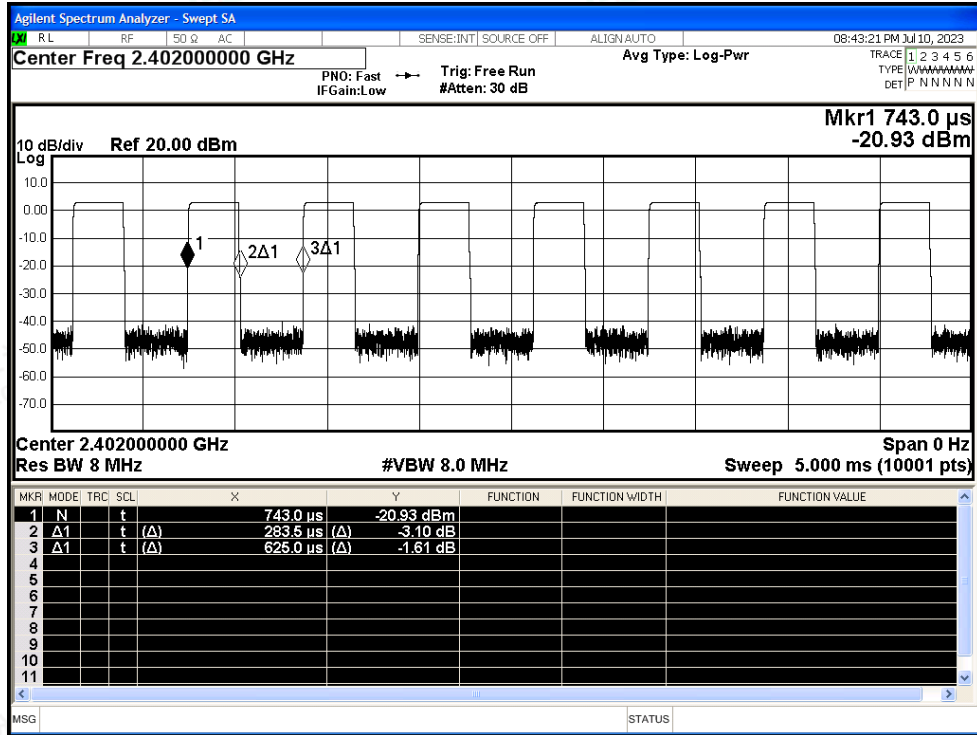 Agilent Spectrum Analyzer - Swept SA
LXI RL RF 50 Ω AC SENSE:INT SOURCE OFF ALIGN AUTO 08:43:21 PM Jul 10, 2023
Center Freq 2.402000000 GHz
PNO: Fast
IFGain:Low
Trig: Free Run
#Atten: 30 dB
Avg Type: Log-Pwr
TRACE 1 2 3 4 5 6
TYPE W
DET P N N N N N
Mkr1 743.0 µs
-20.93 dBm
10 dB/div Ref 20.00 dBm
Log
10.0
0.00
-10.0
-20.0
-30.0
-40.0
-50.0
-60.0
-70.0
1
2Δ1
3Δ1
Center 2.402000000 GHz Span 0 Hz
Res BW 8 MHz #VBW 8.0 MHz Sweep 5.000 ms (10001 pts)
MKR MODE TRC SCL X Y FUNCTION FUNCTION WIDTH FUNCTION VALUE
1 N t 743.0 µs -20.93 dBm
2 Δ1 t (Δ) 283.5 µs (Δ) -3.10 dB
3 Δ1 t (Δ) 625.0 µs (Δ) -1.61 dB
4
5
6
7
8
9
10
11
MSG STATUS